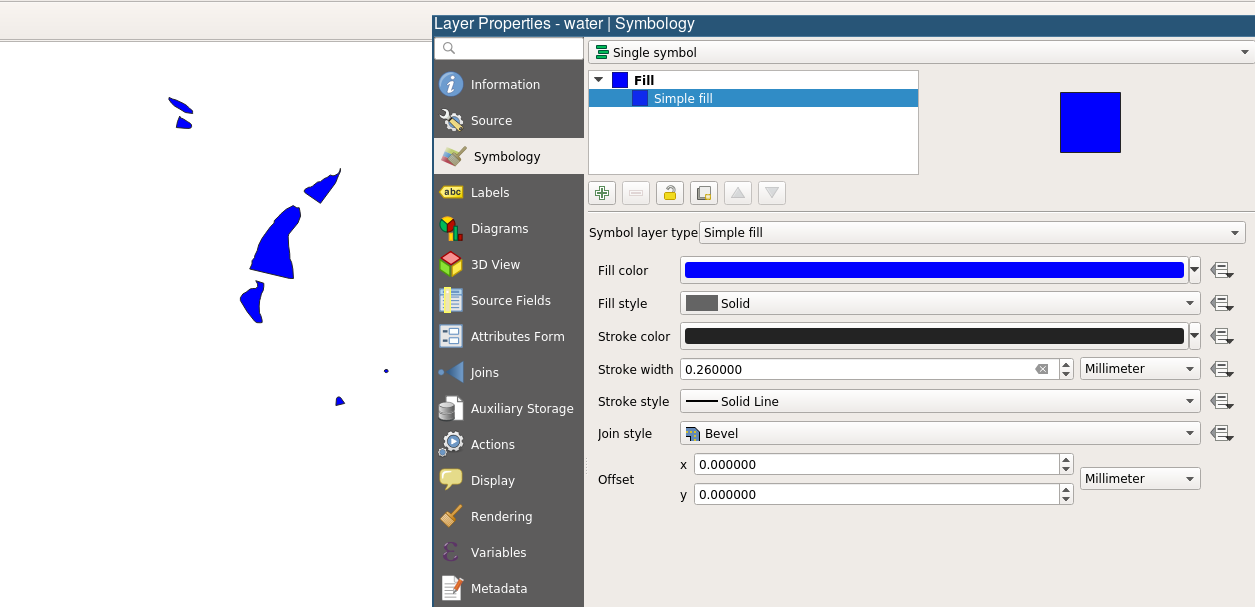 Layer Properties - water | Symbology
Information
Source
Symbology
abc Labels
Diagrams
3D View
Source Fields
Attributes Form
Joins
Auxiliary Storage
Actions
Display
Rendering
Variables
Metadata
Single symbol
Fill
Simple fill
Symbol layer type Simple fill
Fill color
Fill style Solid
Stroke color
Stroke width 0.260000 Millimeter
Stroke style Solid Line
Join style Bevel
Offset x 0.000000 Millimeter
y 0.000000